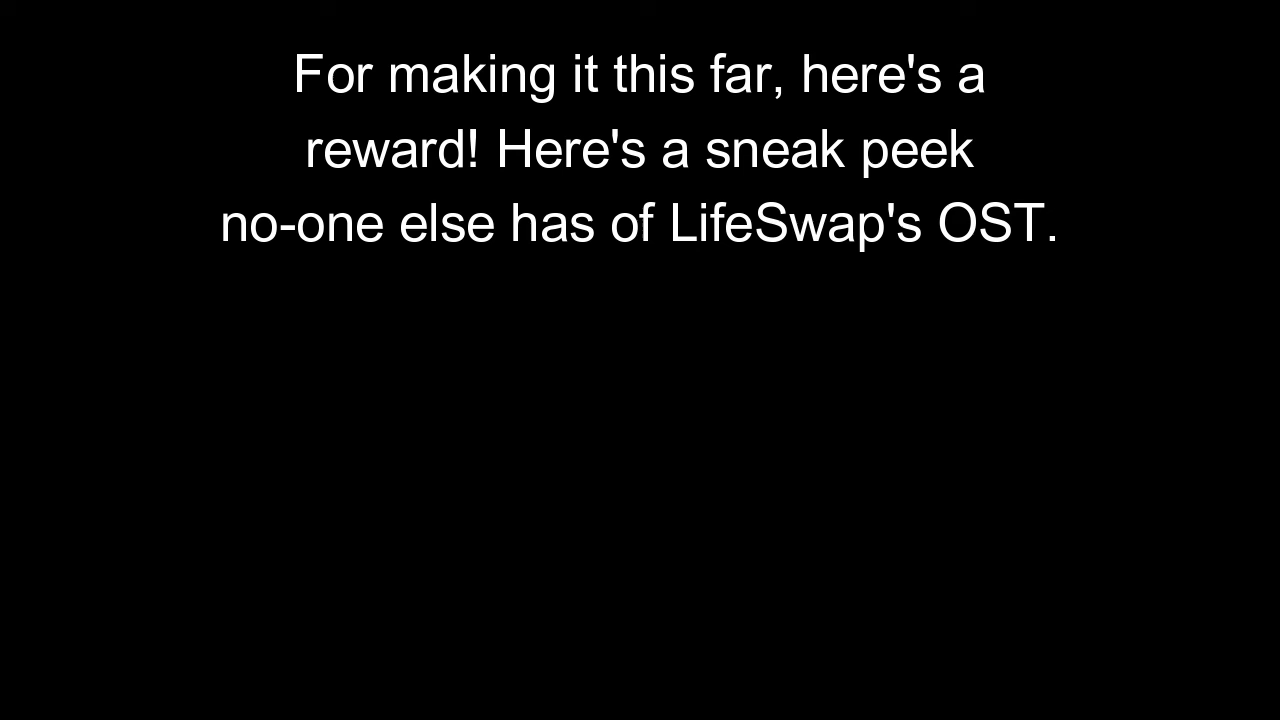 For making it this far, here's a
reward! Here's a sneak peek
no-one else has of LifeSwap's OST.